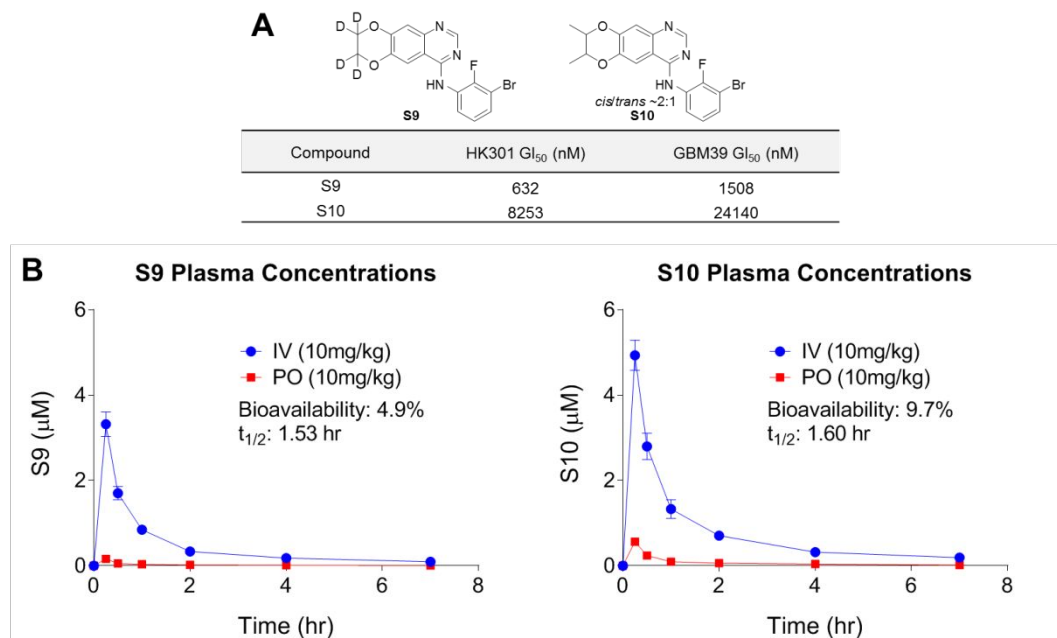 A
D D
D D
O
O
N
N
HN
F
Br
S9
O
O
N
N
HN
F
Br
cis/trans ~2:1
S10
Compound HK301 GI50 (nM) GBM39 GI50 (nM)
S9 632 1508
S10 8253 24140
B
S9 Plasma Concentrations
6
4
2
0
S9 (μM)
IV (10mg/kg)
PO (10mg/kg)
Bioavailability: 4.9%
t1/2: 1.53 hr
0 2 4 6 8
Time (hr)
S10 Plasma Concentrations
6
4
2
0
S10 (μM)
IV (10mg/kg)
PO (10mg/kg)
Bioavailability: 9.7%
t1/2: 1.60 hr
0 2 4 6 8
Time (hr)